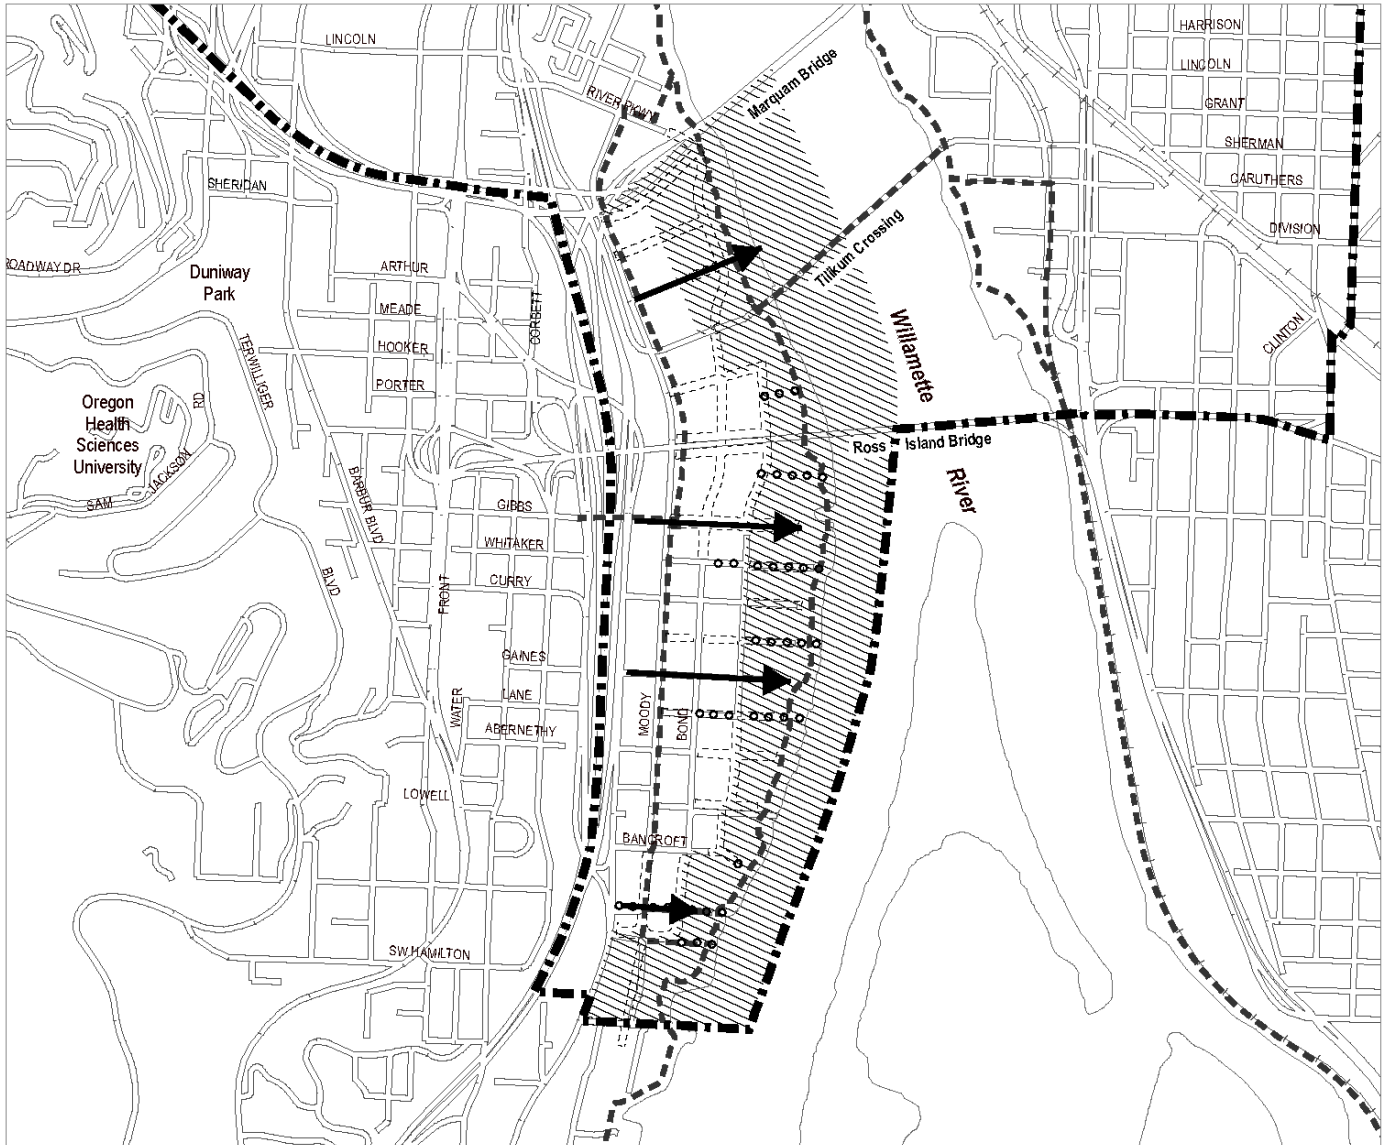 LINCOLN
RIVER PKWY
Marquam Bridge
HARRISON
LINCOLN
GRANT
SHERMAN
CARUTHERS
DIVISION
SHERIDAN
ROADWAY DR
Duniway
Park
ARTHUR
MEADE
HOOKER
PORTER
CORBETT
Tilikum Crossing
Willamette
River
CLINTON
TERWILLIGER
BLVD
Oregon
Health
Sciences
University
SAM
JACKSON
RD
BARBUR BLVD
Ross Island Bridge
GIBBS
WHITAKER
CURRY
FRONT
GAINES
LANE
ABERNETHY
WATER
MOODY
BOND
LOWELL
BANCROFT
SW HAMILTON